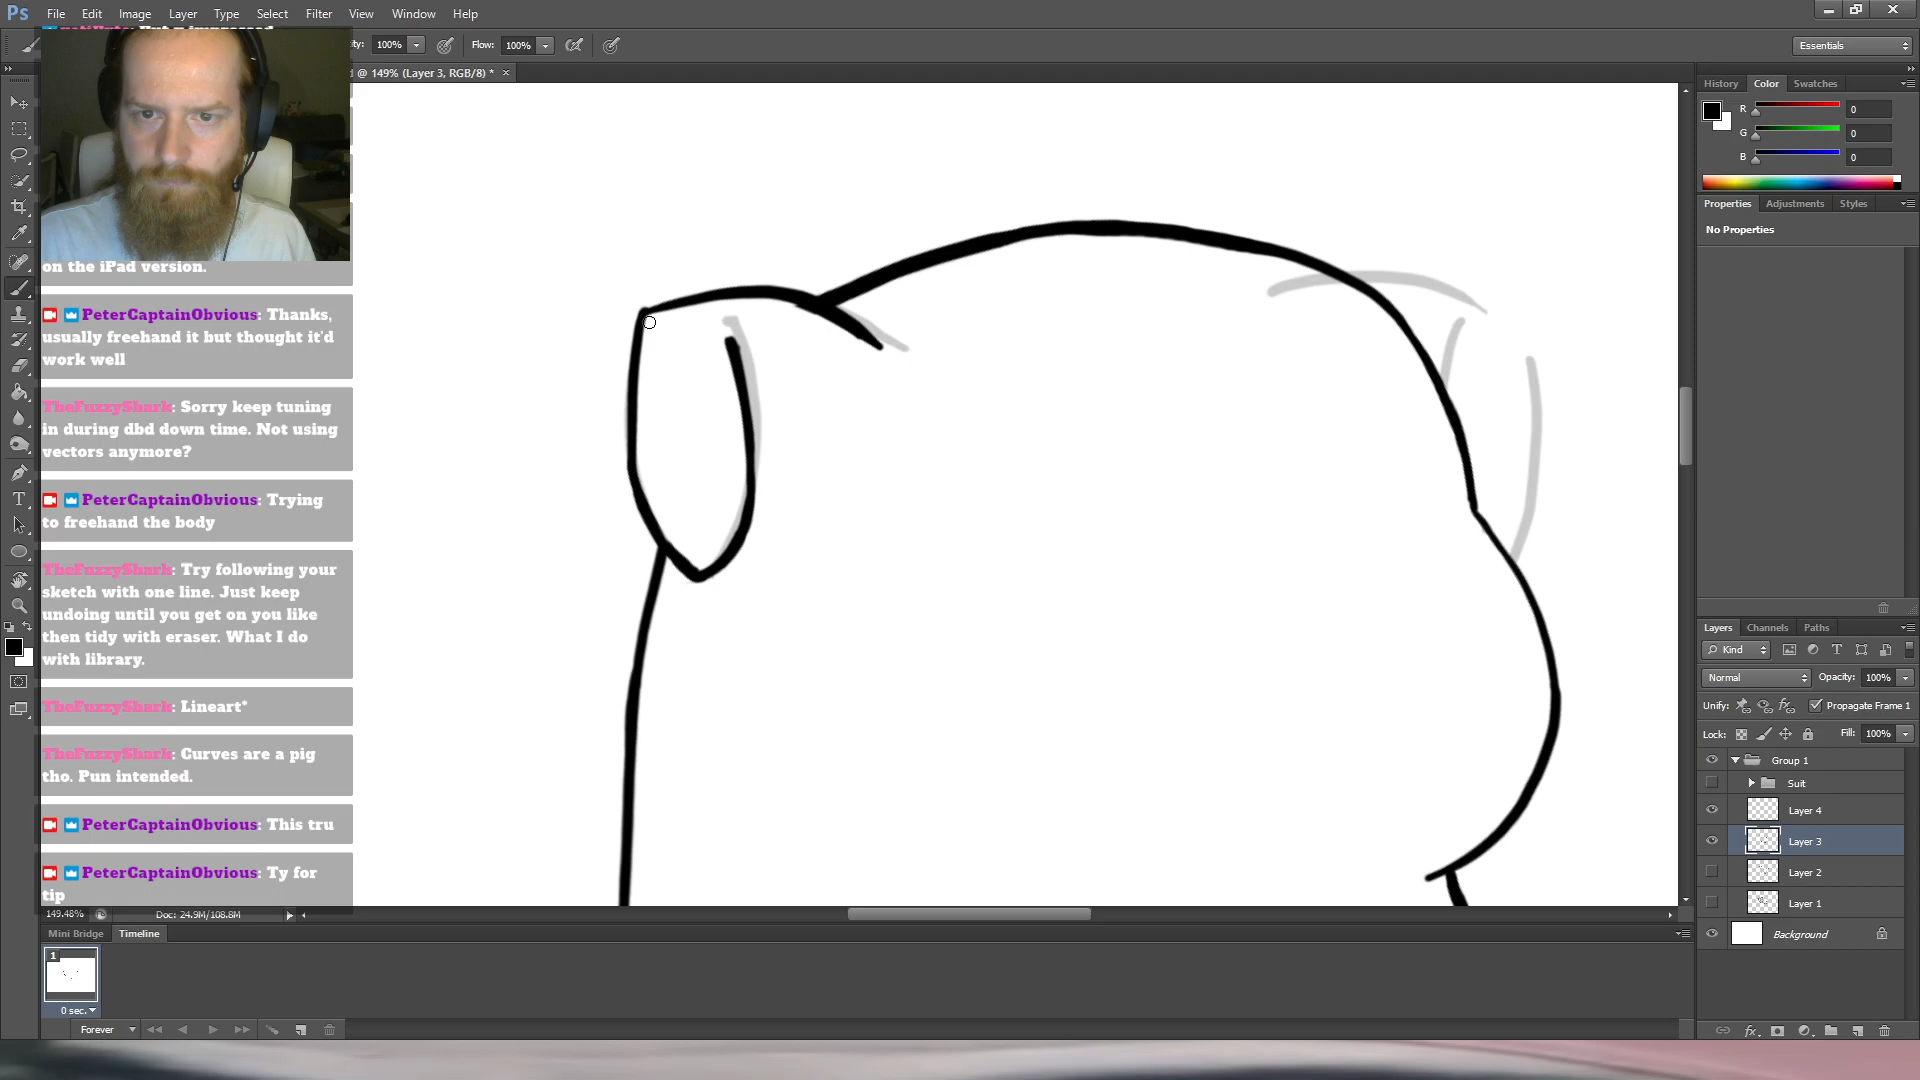 Ps File Edit Image Layer Type Select Filter View Window Help
100% Flow: 100% Essentials
@ 149% (Layer 3, RGB/8) * ×
on the iPad version.
PeterCaptainObvious: Thanks,
usually freehand it but thought it'd
work well
TheFuzzyShark: Sorry keep tuning
in during dbd down time. Not using
vectors anymore?
PeterCaptainObvious: Trying
to freehand the body
TheFuzzyShark: Try following your
sketch with one line. Just keep
undoing until you get on you like
then tidy with eraser. What I do
with library.
TheFuzzyShark: Lineart*
TheFuzzyShark: Curves are a pig
tho. Pun intended.
PeterCaptainObvious: This tru
PeterCaptainObvious: Ty for
tip
149.48% Doc: 24.9M/108.8M
Mini Bridge Timeline
1
0 sec.
Forever
History Color Swatches
R 0
G 0
B 0
Properties Adjustments Styles
No Properties
Layers Channels Paths
Kind
Normal Opacity: 100%
Unify: Propagate Frame 1
Lock: Fill: 100%
Group 1
Suit
Layer 4
Layer 3
Layer 2
Layer 1
Background